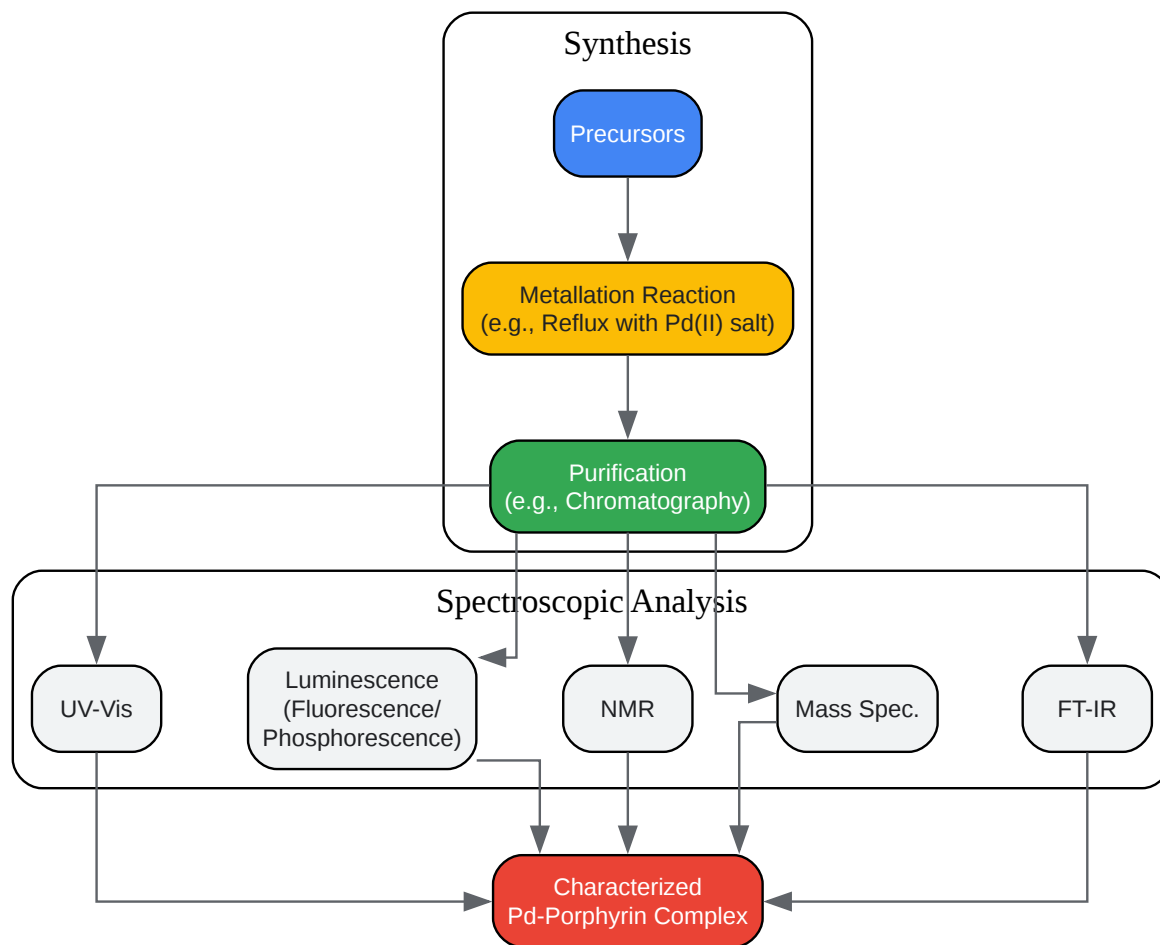 Synthesis
Precursors
Metallation Reaction
(e.g., Reflux with Pd(II) salt)
Purification
(e.g., Chromatography)
Spectroscopic Analysis
UV-Vis
Luminescence
(Fluorescence/
Phosphorescence)
NMR
Mass Spec.
FT-IR
Characterized
Pd-Porphyrin Complex